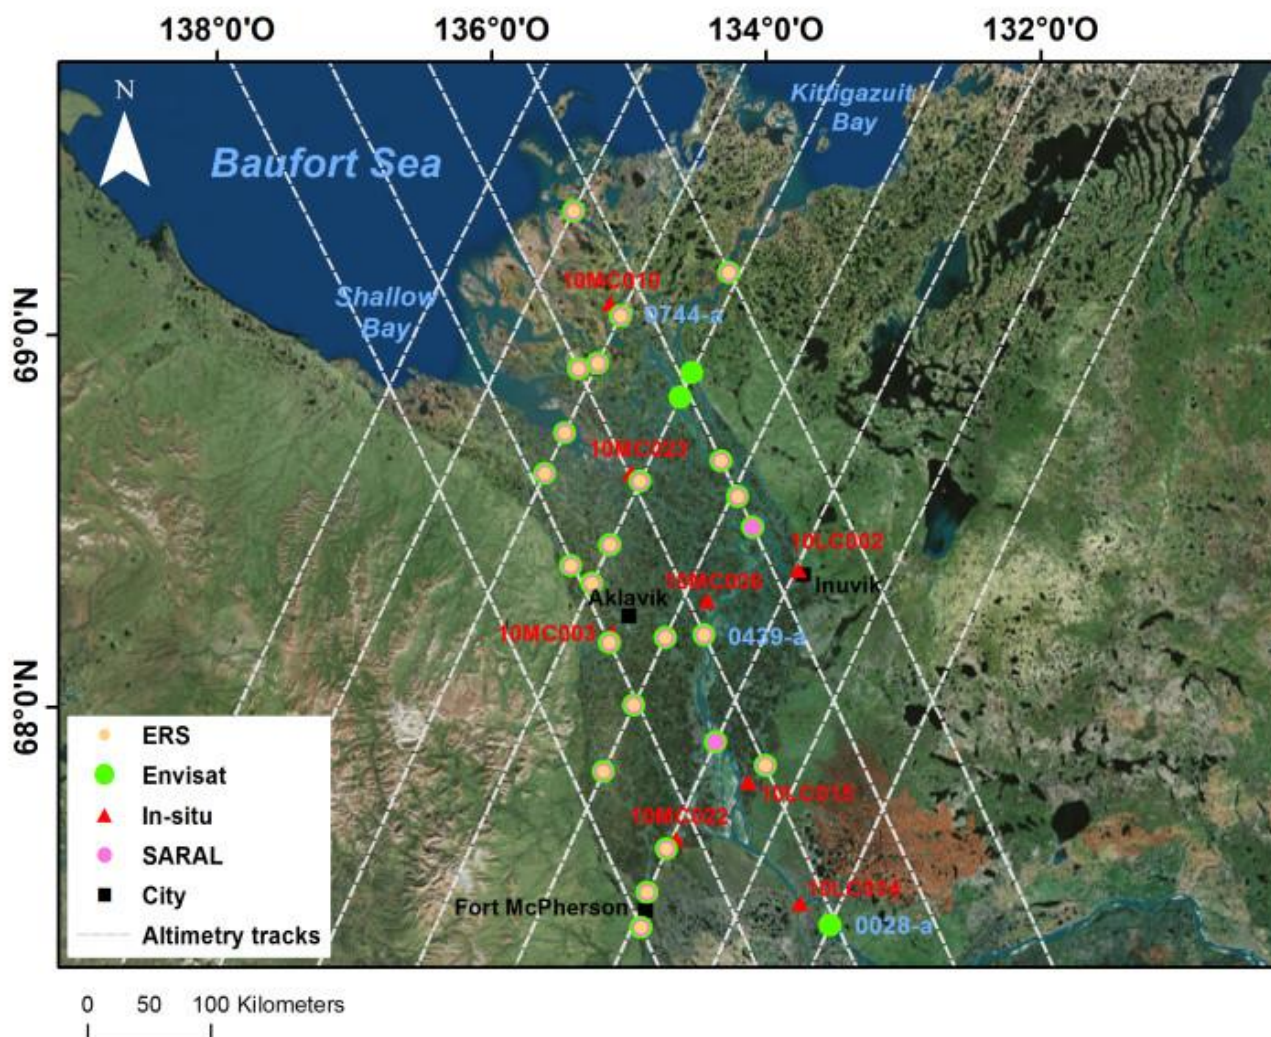 138°0'O 136°0'O 134°0'O 132°0'O
N
Kittigazuit
Bay
Baufort Sea
10MC010
Shallow
Bay
0744-a
69°0'N
10MC023
10LC002
Inuvik
Aklavik
10MC003
0439-a
68°0'N
10LC015
10MC022
10LC014
Fort McPherson
0028-a
ERS
Envisat
In-situ
SARAL
City
Altimetry tracks
0 50 100 Kilometers